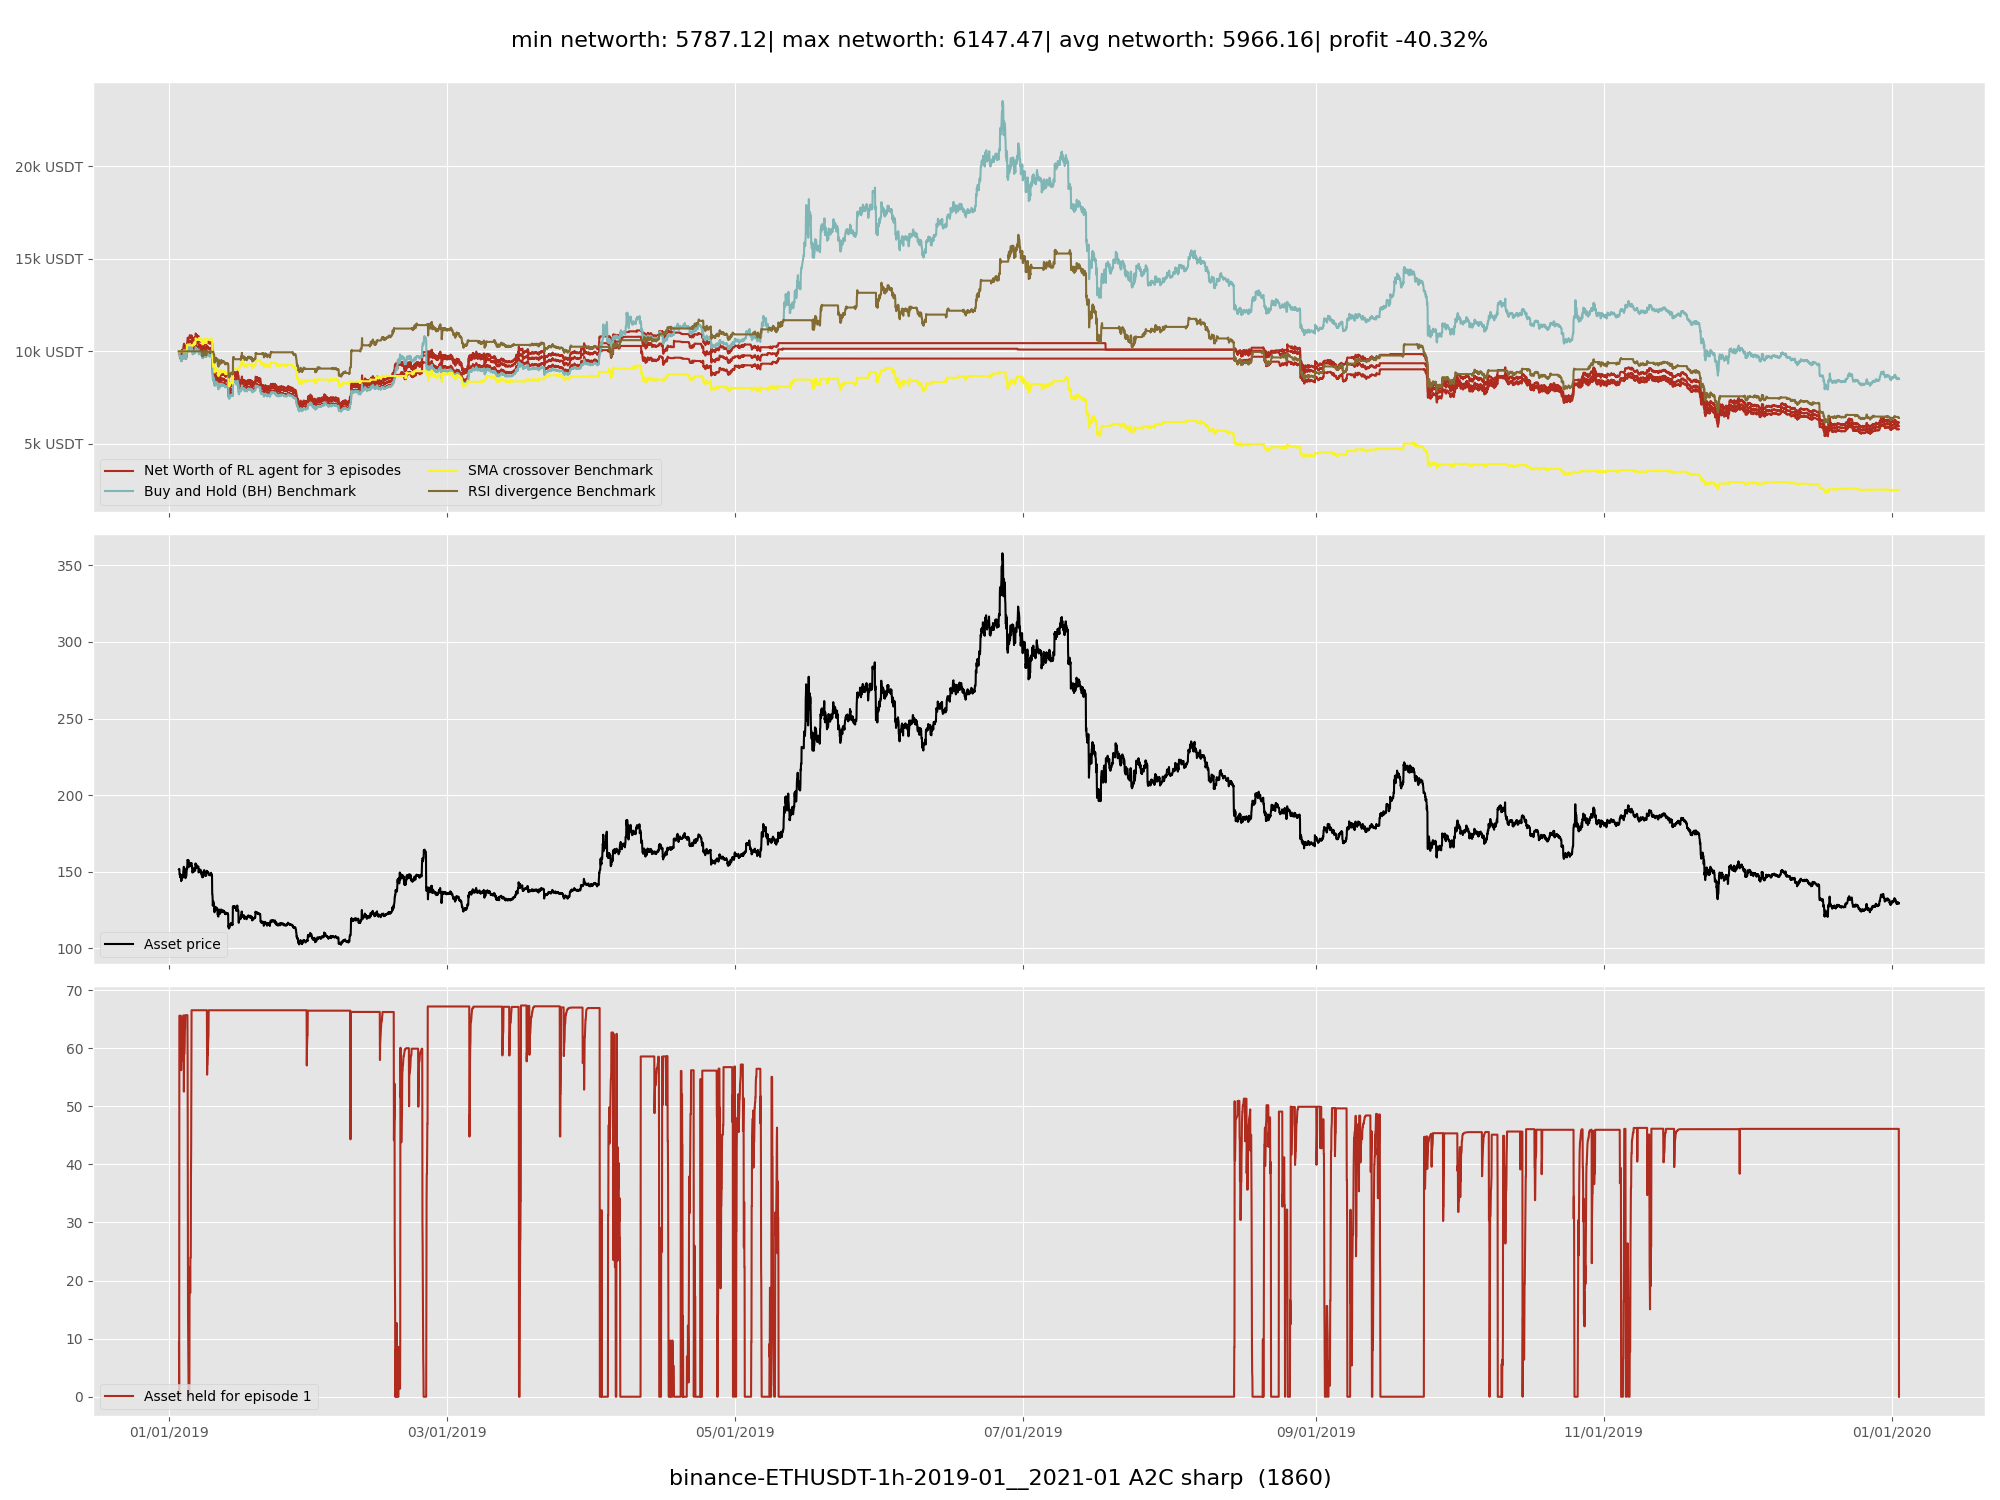 min networth: 5787.12| max networth: 6147.47| avg networth: 5966.16| profit -40.32%
20k USDT
15k USDT
10k USDT
5k USDT
Net Worth of RL agent for 3 episodes
Buy and Hold (BH) Benchmark
SMA crossover Benchmark
RSI divergence Benchmark
350
300
250
200
150
100
Asset price
70
60
50
40
30
20
10
0
Asset held for episode 1
01/01/2019 03/01/2019 05/01/2019 07/01/2019 09/01/2019 11/01/2019 01/01/2020
binance-ETHUSDT-1h-2019-01__2021-01 A2C sharp (1860)